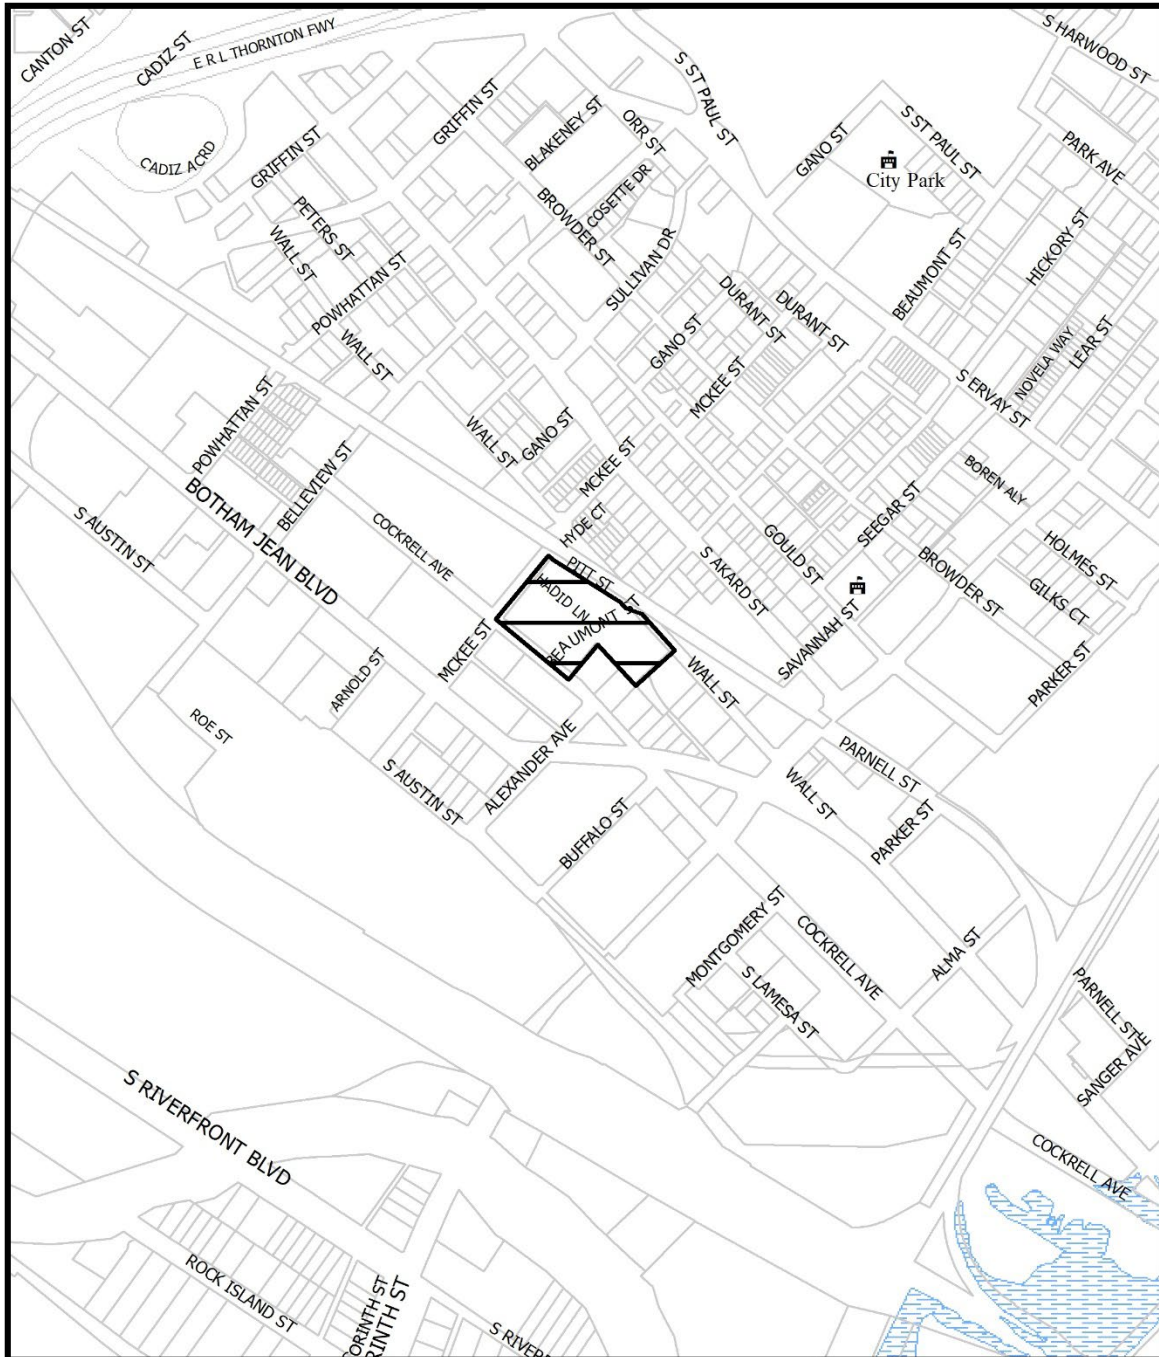 CANTON ST
CADIZ ST
E R L THORNTON FWY
S HARWOOD ST
CADIZ ACRD
GRIFFIN ST
GRIFFIN ST
BLAKENEY ST
ORR ST
S ST PAUL ST
GANO ST
S ST PAUL ST
PARK AVE
City Park
PETERS ST
WALL ST
COSETTE DR
BROWDER ST
SULLIVAN DR
BEAUMONT ST
HICKORY ST
POWHATTAN ST
WALL ST
DURANT ST
DURANT ST
GANO ST
MCKEE ST
NOVELA WAY
LEAR ST
S ERVAY ST
POWHATTAN ST
WALL ST
GANO ST
BELLEVIEW ST
MCKEE ST
BOREN ALY
BOTHAM JEAN BLVD
S AUSTIN ST
COCKRELL AVE
HYDE CT
SEEGAR ST
GOULD ST
S AKARD ST
HOLMES ST
BROWDER ST
GILKS CT
PITT ST
HADID LN
BEAUMONT ST
SAVANNAH ST
MCKEE ST
ARNOLD ST
WALL ST
PARKER ST
ROE ST
ALEXANDER AVE
S AUSTIN ST
PARNELL ST
WALL ST
PARKER ST
BUFFALO ST
MONTGOMERY ST
COCKRELL AVE
ALMA ST
S LAMESA ST
PARNELL ST
SANGER AVE
S RIVERFRONT BLVD
COCKRELL AVE
ROCK ISLAND ST
CORINTH ST
RINTH ST
S RIVER